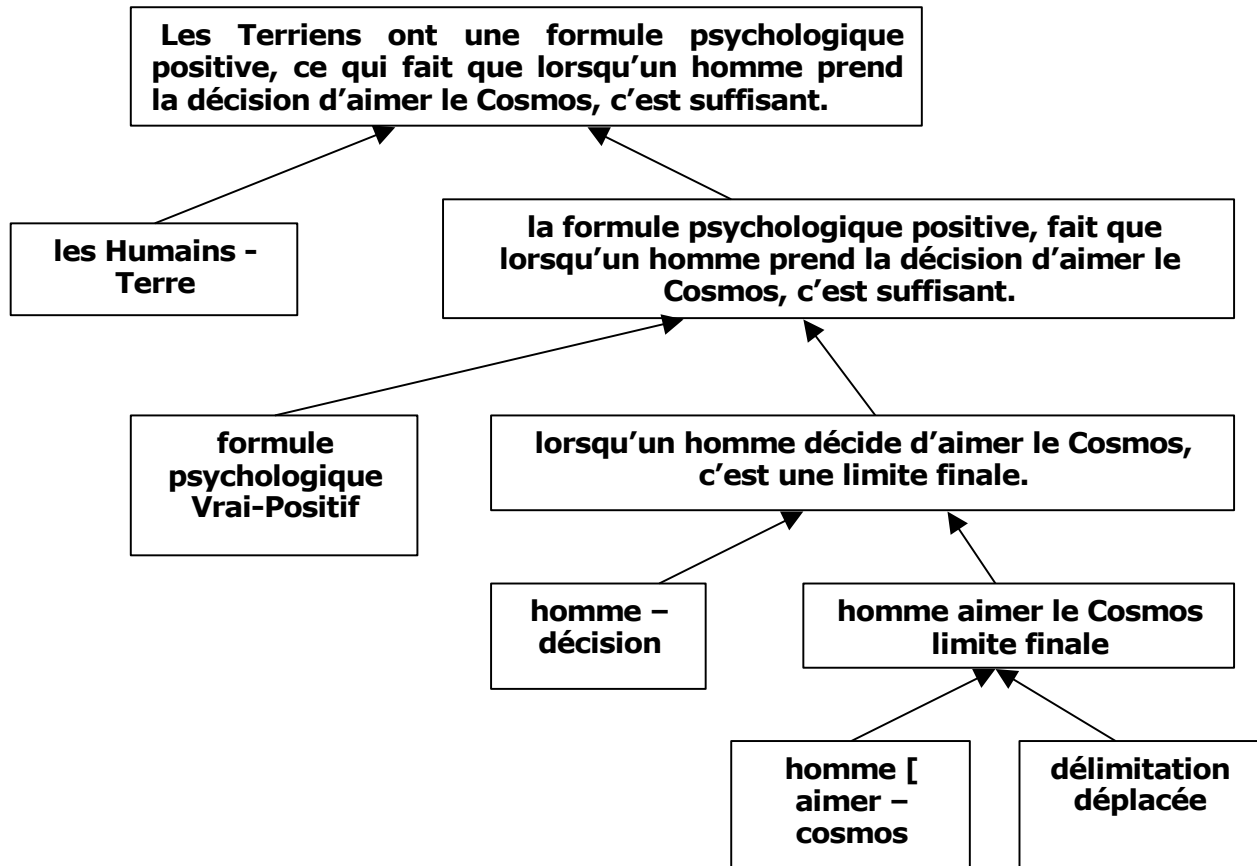 Les Terriens ont une formule psychologique
positive, ce qui fait que lorsqu’un homme prend
la décision d’aimer le Cosmos, c’est suffisant.
les Humains -
Terre
la formule psychologique positive, fait que
lorsqu’un homme prend la décision d’aimer le
Cosmos, c’est suffisant.
formule
psychologique
Vrai-Positif
lorsqu’un homme décide d’aimer le Cosmos,
c’est une limite finale.
homme –
décision
homme aimer le Cosmos
limite finale
homme [
aimer –
cosmos
délimitation
déplacée